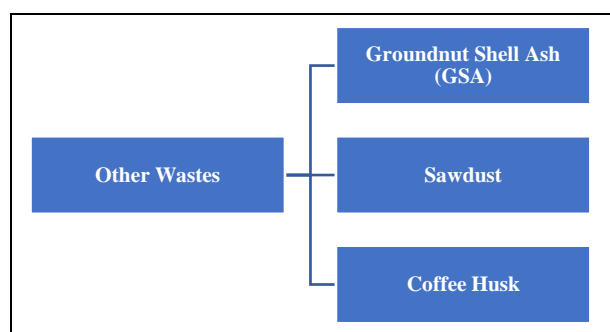 Groundnut Shell Ash
(GSA)
Other Wastes
Sawdust
Coffee Husk